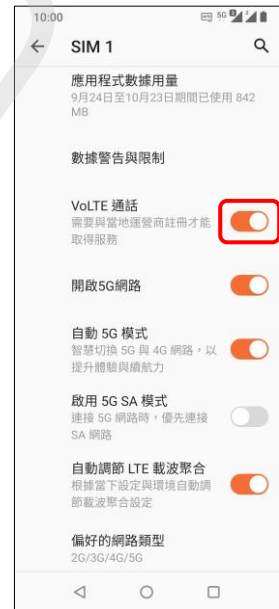 10:00
5G
SIM 1
應用程式數據用量
9月24日至10月23日期間已使用 842
MB
數據警告與限制
VoLTE 通話
需要與當地運營商註冊才能
取得服務
開啟5G網路
自動 5G 模式
智慧切換 5G 與 4G 網路，以
提升體驗與續航力
啟用 5G SA 模式
連接 5G 網路時，優先連接
SA 網路
自動調節 LTE 載波聚合
根據當下設定與環境自動調
節載波聚合設定
偏好的網路類型
2G/3G/4G/5G